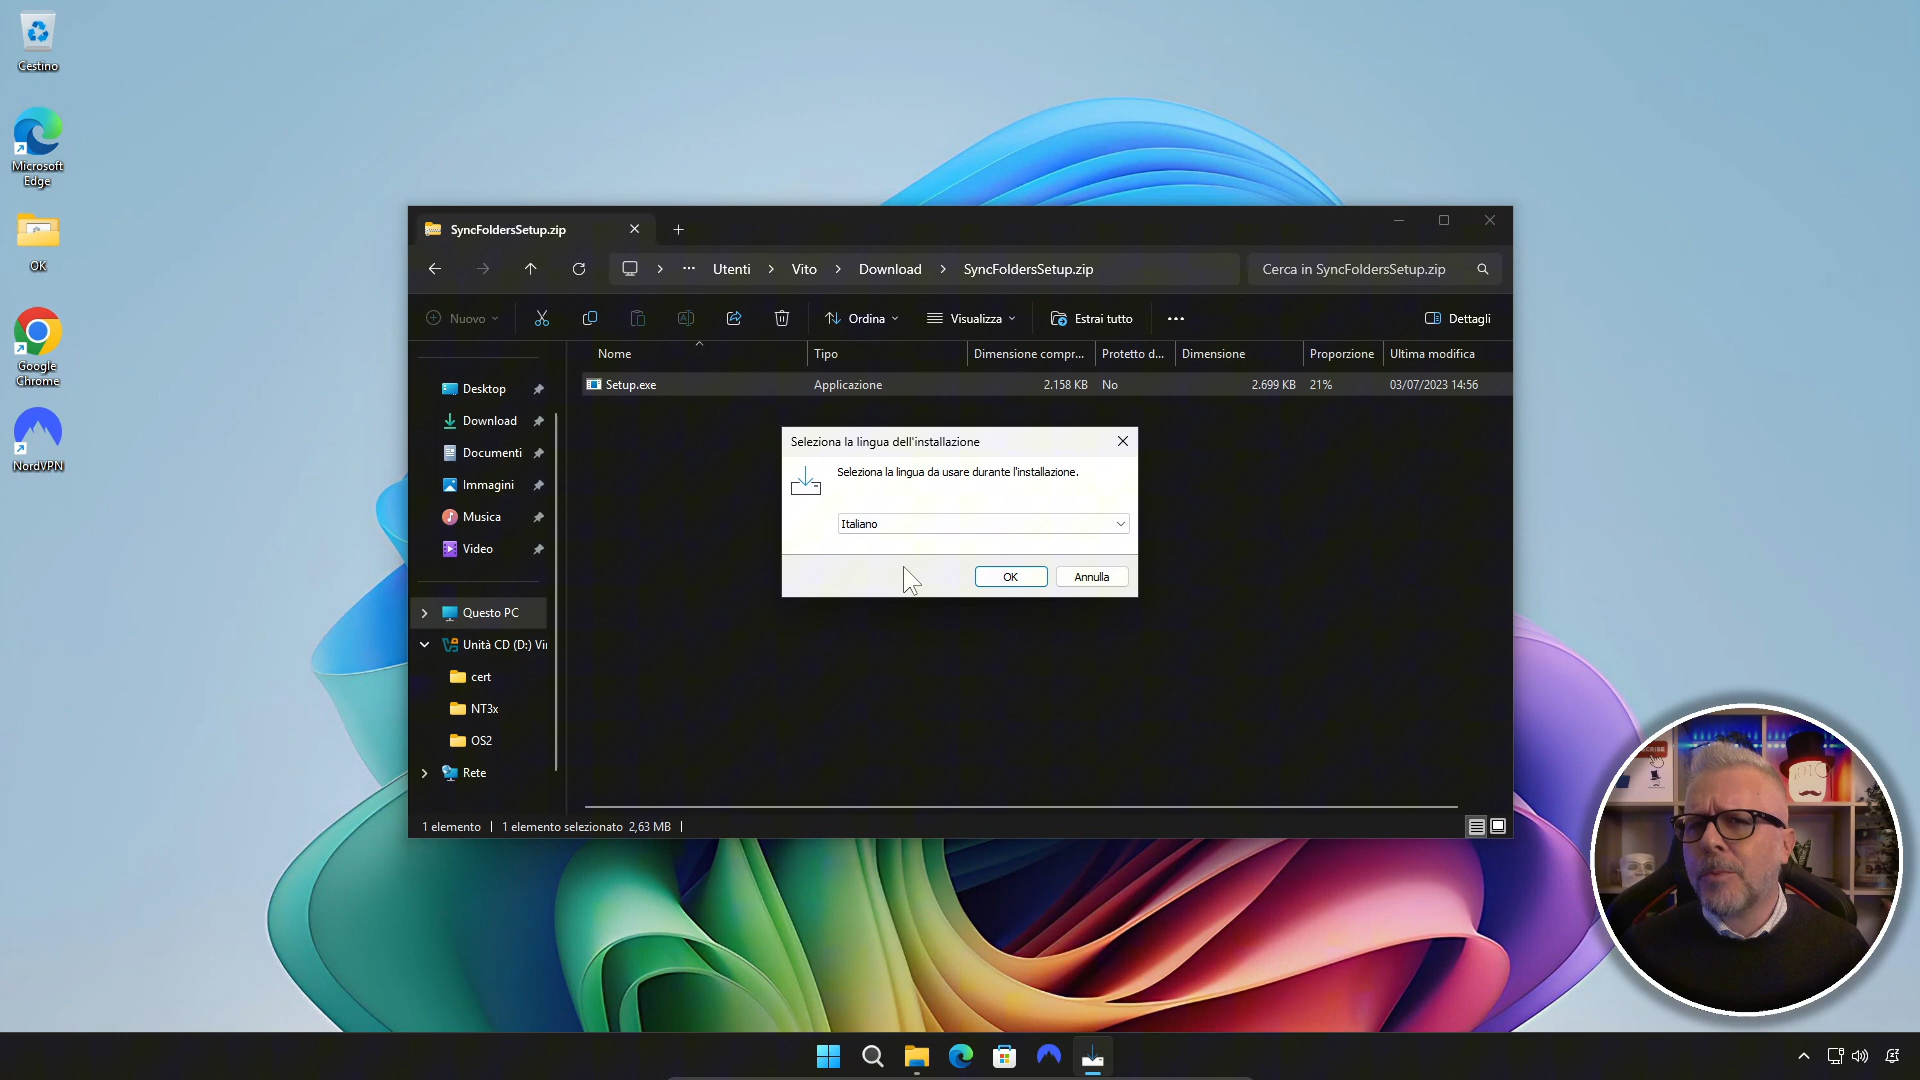 Cestino
Microsoft
Edge
OK
Google
Chrome
NordVPN
SyncFoldersSetup.zip
Utenti
Vito
Download
SyncFoldersSetup.zip
Cerca in SyncFoldersSetup.zip
Nuovo
Ordina
Visualizza
Estrai tutto
Dettagli
Nome
Tipo
Dimensione compr...
Protetto d...
Dimensione
Proporzione
Ultima modifica
Setup.exe
Applicazione
2.158 KB
No
2.699 KB
21%
03/07/2023 14:56
Desktop
Download
Documenti
Immagini
Musica
Video
Questo PC
Unità CD (D:) Vi
cert
NT3x
OS2
Rete
Seleziona la lingua dell'installazione
Seleziona la lingua da usare durante l'installazione.
Italiano
OK
Annulla
1 elemento
1 elemento selezionato 2,63 MB